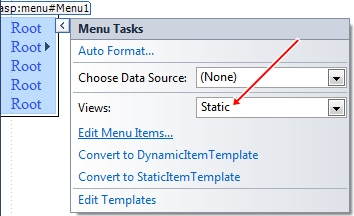 asp:menu#Menu1
Root
Root
Root
Root
Root
Menu Tasks
Auto Format...
Choose Data Source: (None)
Views: Static
Edit Menu Items...
Convert to DynamicItemTemplate
Convert to StaticItemTemplate
Edit Templates